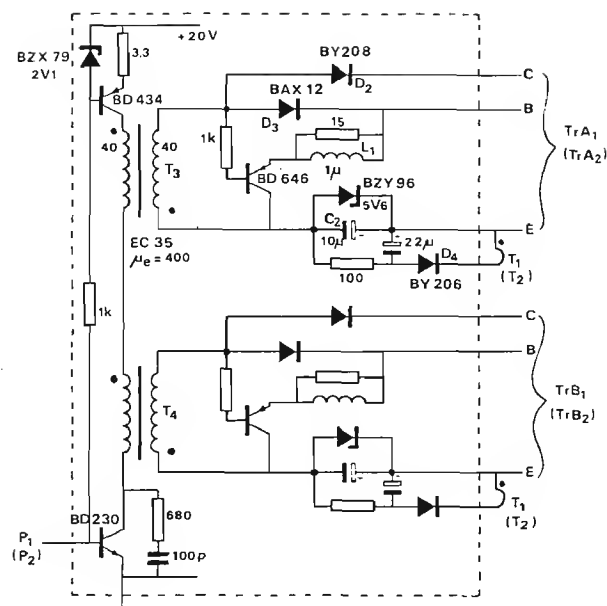 +20V
BZX 79
2V1
3.3
BD 434
40
40
T3
EC 35
μe = 400
1k
BY208
D2
BAX 12
D3
1k
15
L1
1μ
BD 646
BZY 96
5V6
C2
10μ
22μ
100
D4
BY 206
C
B
E
TrA1
(TrA2)
T1
(T2)
T4
C
B
E
TrB1
(TrB2)
T1
(T2)
BD 230
P1
(P2)
680
100p